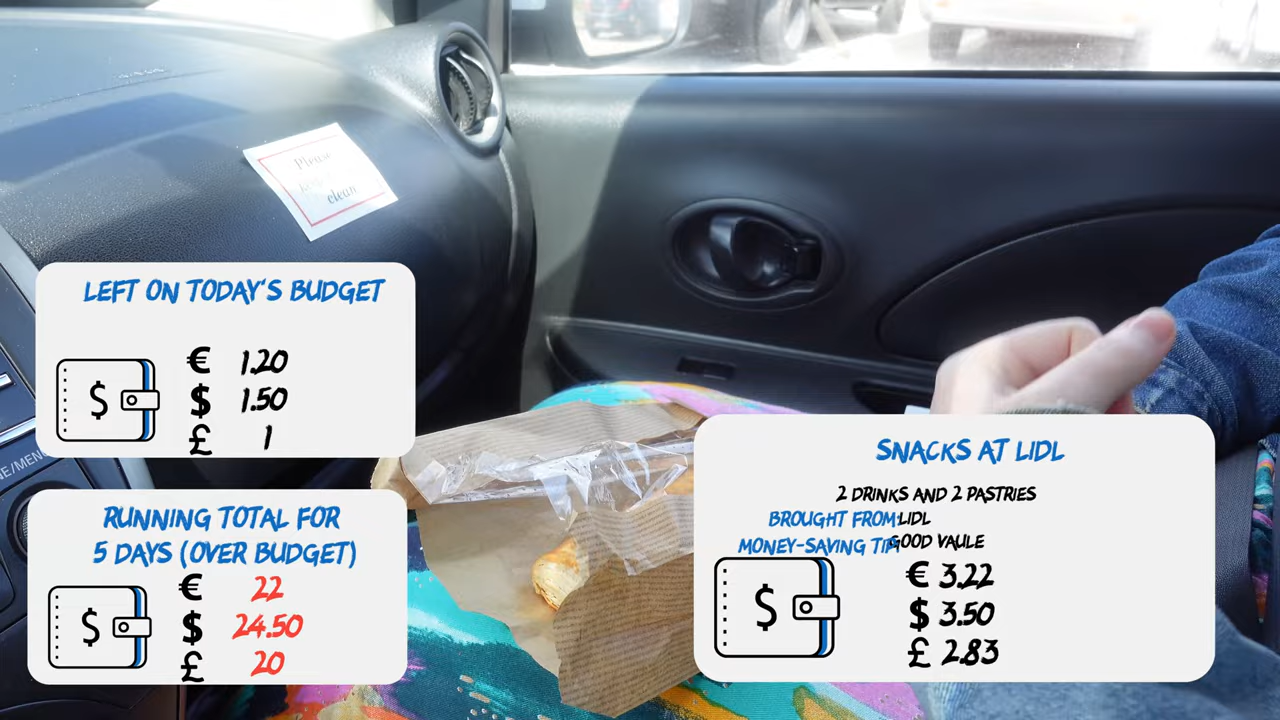 Please
clean
LEFT ON TODAY'S BUDGET
€ 1.20
$ 1.50
£ 1
$
RUNNING TOTAL FOR
5 DAYS (OVER BUDGET)
€ 22
$ 24.50
£ 20
$
SNACKS AT LIDL
2 DRINKS AND 2 PASTRIES
BROUGHT FROM: LIDL
MONEY-SAVING TIP: GOOD VAULE
€ 3.22
$ 3.50
£ 2.83
$